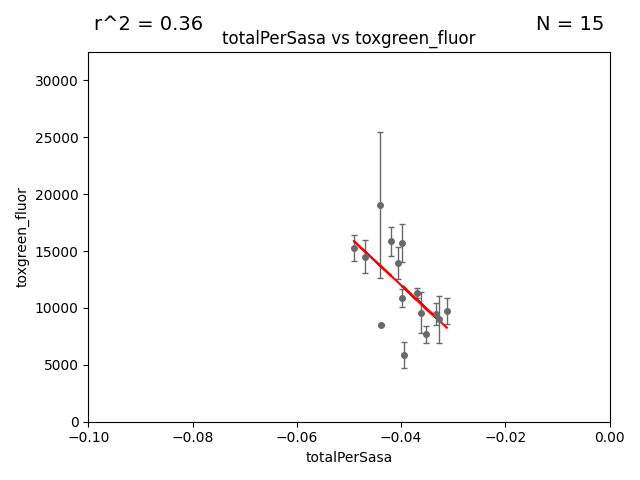 r^2 = 0.36
N = 15
totalPerSasa vs toxgreen_fluor
30000
25000
20000
15000
10000
5000
0
toxgreen_fluor
−0.10
−0.08
−0.06
−0.04
−0.02
0.00
totalPerSasa